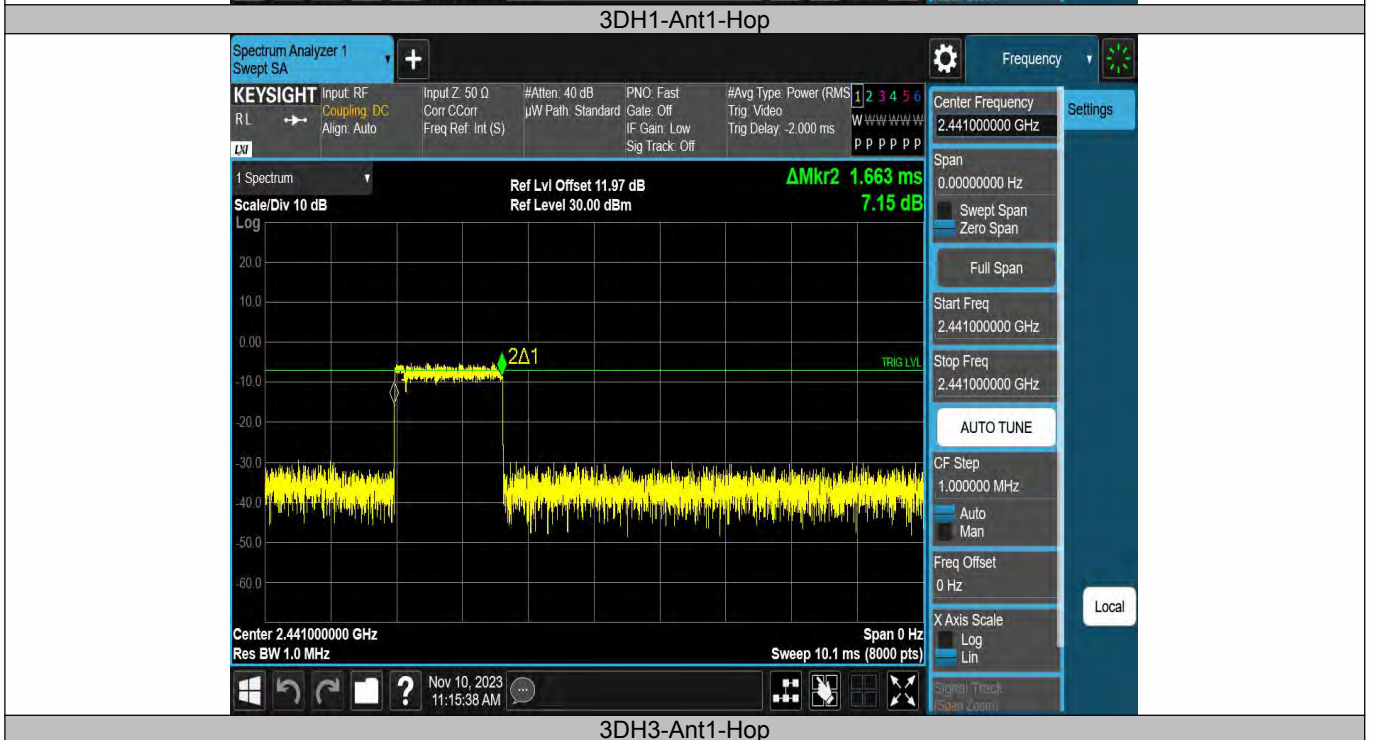 3DH1-Ant1-Hop
Spectrum Analyzer 1
Swept SA
+
Frequency
KEYSIGHT
RL
LXI
Input: RF
Coupling: DC
Align: Auto
Input Z: 50 Ω
Corr CCorr
Freq Ref: Int (S)
#Atten: 40 dB
µW Path: Standard
PNO: Fast
Gate: Off
IF Gain: Low
Sig Track: Off
#Avg Type: Power (RMS
Trig: Video
Trig Delay: -2.000 ms
1 2 3 4 5 6
W W W W W W
P P P P P P
1 Spectrum
Scale/Div 10 dB
Log
Ref Lvl Offset 11.97 dB
Ref Level 30.00 dBm
ΔMkr2 1.663 ms
7.15 dB
20.0
10.0
0.00
-10.0
-20.0
-30.0
-40.0
-50.0
-60.0
2Δ1
TRIG LVL
Center 2.441000000 GHz
Res BW 1.0 MHz
Span 0 Hz
Sweep 10.1 ms (8000 pts)
Center Frequency
2.441000000 GHz
Settings
Span
0.00000000 Hz
Swept Span
Zero Span
Full Span
Start Freq
2.441000000 GHz
Stop Freq
2.441000000 GHz
AUTO TUNE
CF Step
1.000000 MHz
Auto
Man
Freq Offset
0 Hz
X Axis Scale
Log
Lin
Signal Track
(Span Zoom)
Local
?
Nov 10, 2023
11:15:38 AM
3DH3-Ant1-Hop